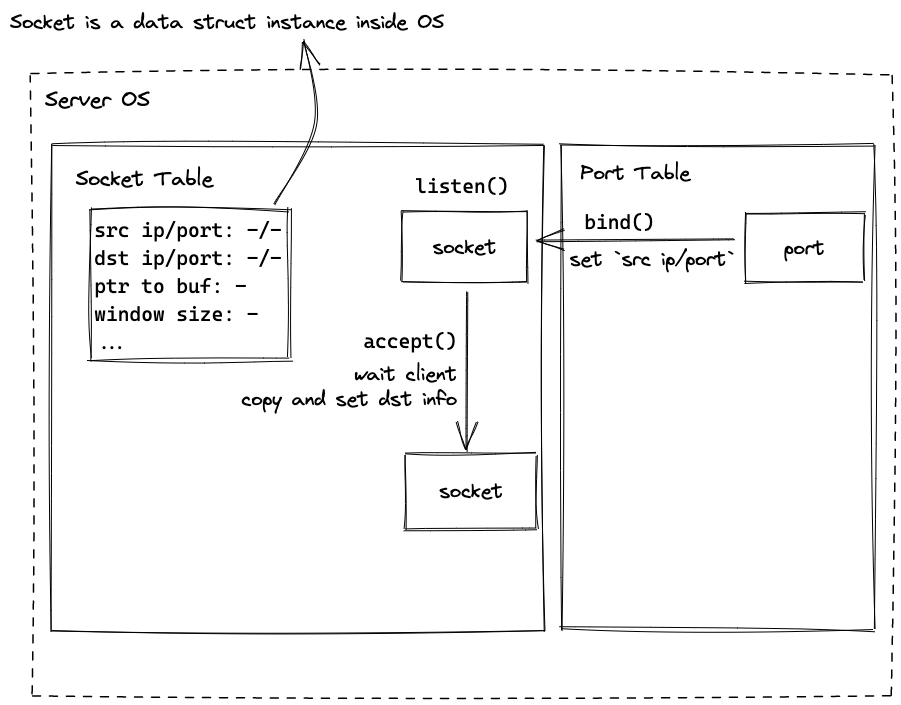 Socket is a data struct instance inside OS
Server OS
Socket Table
src ip/port: -/-
dst ip/port: -/-
ptr to buf: -
window size: -
...
listen()
socket
accept()
wait client
copy and set dst info
socket
Port Table
bind()
set `src ip/port`
port